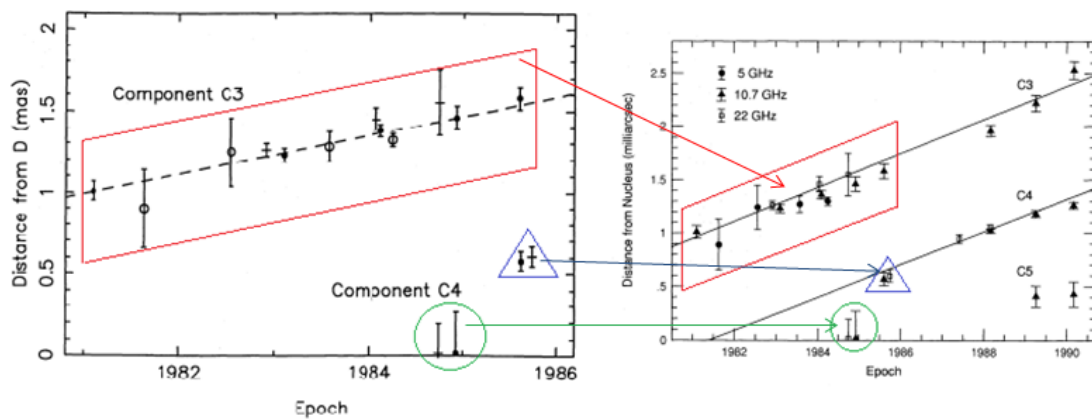 2
1.5
1
0.5
0
Distance from D (mas)
Component C3
Component C4
1982
1984
1986
Epoch
2.5
2
1.5
1
.5
0
Distance from Nucleus (milliarcsec)
5 GHz
10.7 GHz
22 GHz
C3
C4
C5
1982
1984
1986
1988
1990
Epoch